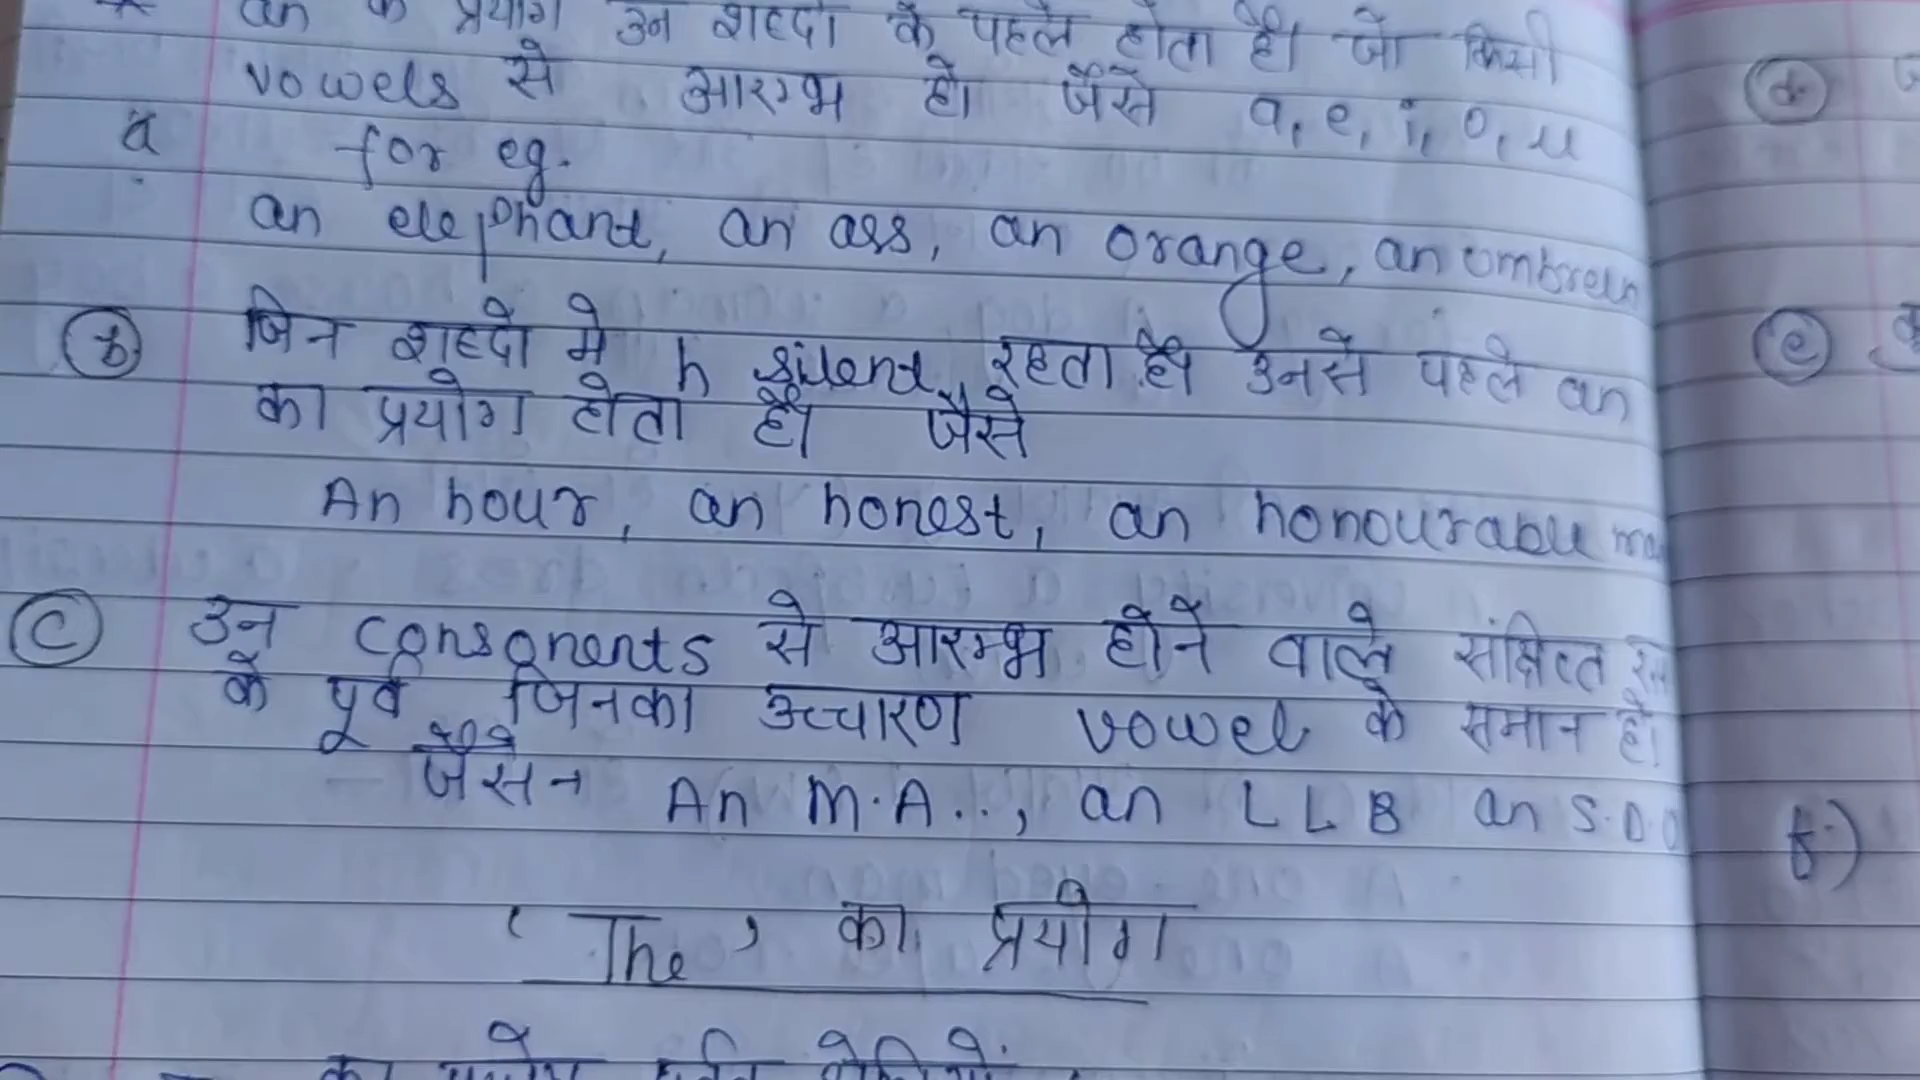 * an के प्रयोग उन शब्दो के पहले होता है। जो किसी
vowels से आरम्भ हो। जैसे a, e, i, o, u
a for eg.
an elephant, an ass, an orange, an
(b) जिन शब्दो मे h silent रहता है। उनसे पहले an
का प्रयोग होता है। जैसे
An hour, an honest, an honourable
(c) उन consonents से आरम्भ होने वाले संक्षिप्त
के पूर्व जिनका उच्चारण vowel के समान हो।
जैसे An M.A.., an LLB an S.D.O
'The' का प्रयोग
(d)
(e)
f.)